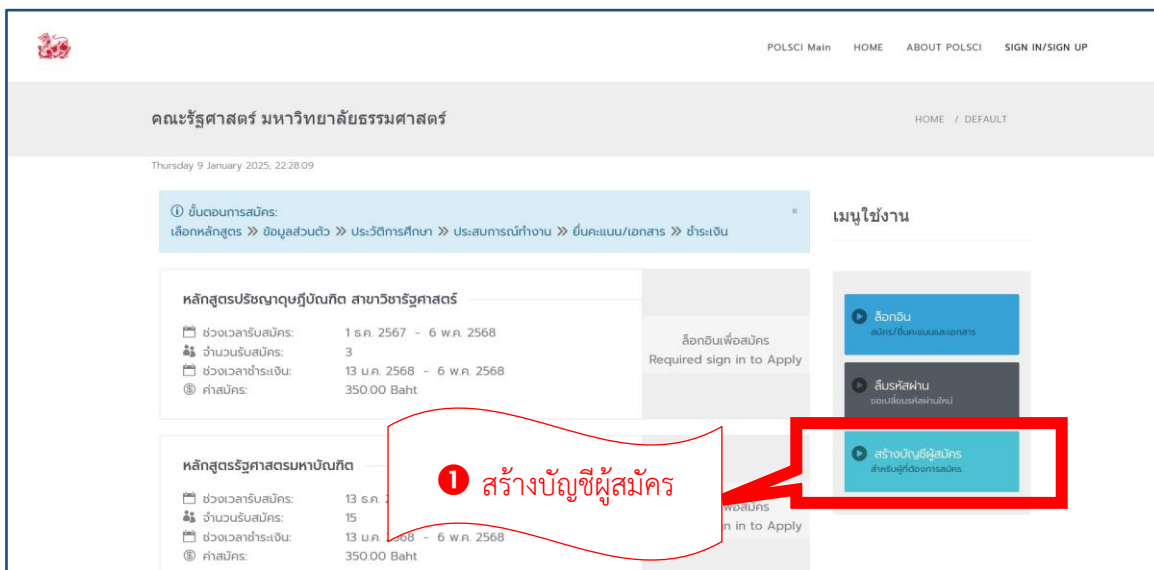 POLSCI Main HOME ABOUT POLSCI SIGN IN/SIGN UP
คณะรัฐศาสตร์ มหาวิทยาลัยธรรมศาสตร์
HOME / DEFAULT
Thursday 9 January 2025, 22:28:09
ขั้นตอนการสมัคร:
×
เลือกหลักสูตร » ข้อมูลส่วนตัว » ประวัติการศึกษา » ประสบการณ์ทำงาน » ยื่นคะแนน/เอกสาร » ชำระเงิน
หลักสูตรปรัชญาดุษฎีบัณฑิต สาขาวิชารัฐศาสตร์
ช่วงเวลารับสมัคร: 1 ธ.ค. 2567 - 6 พ.ค. 2568
จำนวนรับสมัคร: 3
ช่วงเวลาชำระเงิน: 13 ม.ค. 2568 - 6 พ.ค. 2568
ค่าสมัคร: 350.00 Baht
ล็อกอินเพื่อสมัคร
Required sign in to Apply
หลักสูตรรัฐศาสตรมหาบัณฑิต
ช่วงเวลารับสมัคร: 13 ธ.ค.
จำนวนรับสมัคร: 15
ช่วงเวลาชำระเงิน: 13 ม.ค. 2568 - 6 พ.ค. 2568
ค่าสมัคร: 350.00 Baht
in to Apply
❶ สร้างบัญชีผู้สมัคร
เมนูใช้งาน
ล็อกอิน
สมัคร/ยื่นคะแนนและเอกสาร
ลืมรหัสผ่าน
ขอเปลี่ยนรหัสผ่านใหม่
สร้างบัญชีผู้สมัคร
สำหรับผู้ที่ต้องการสมัคร